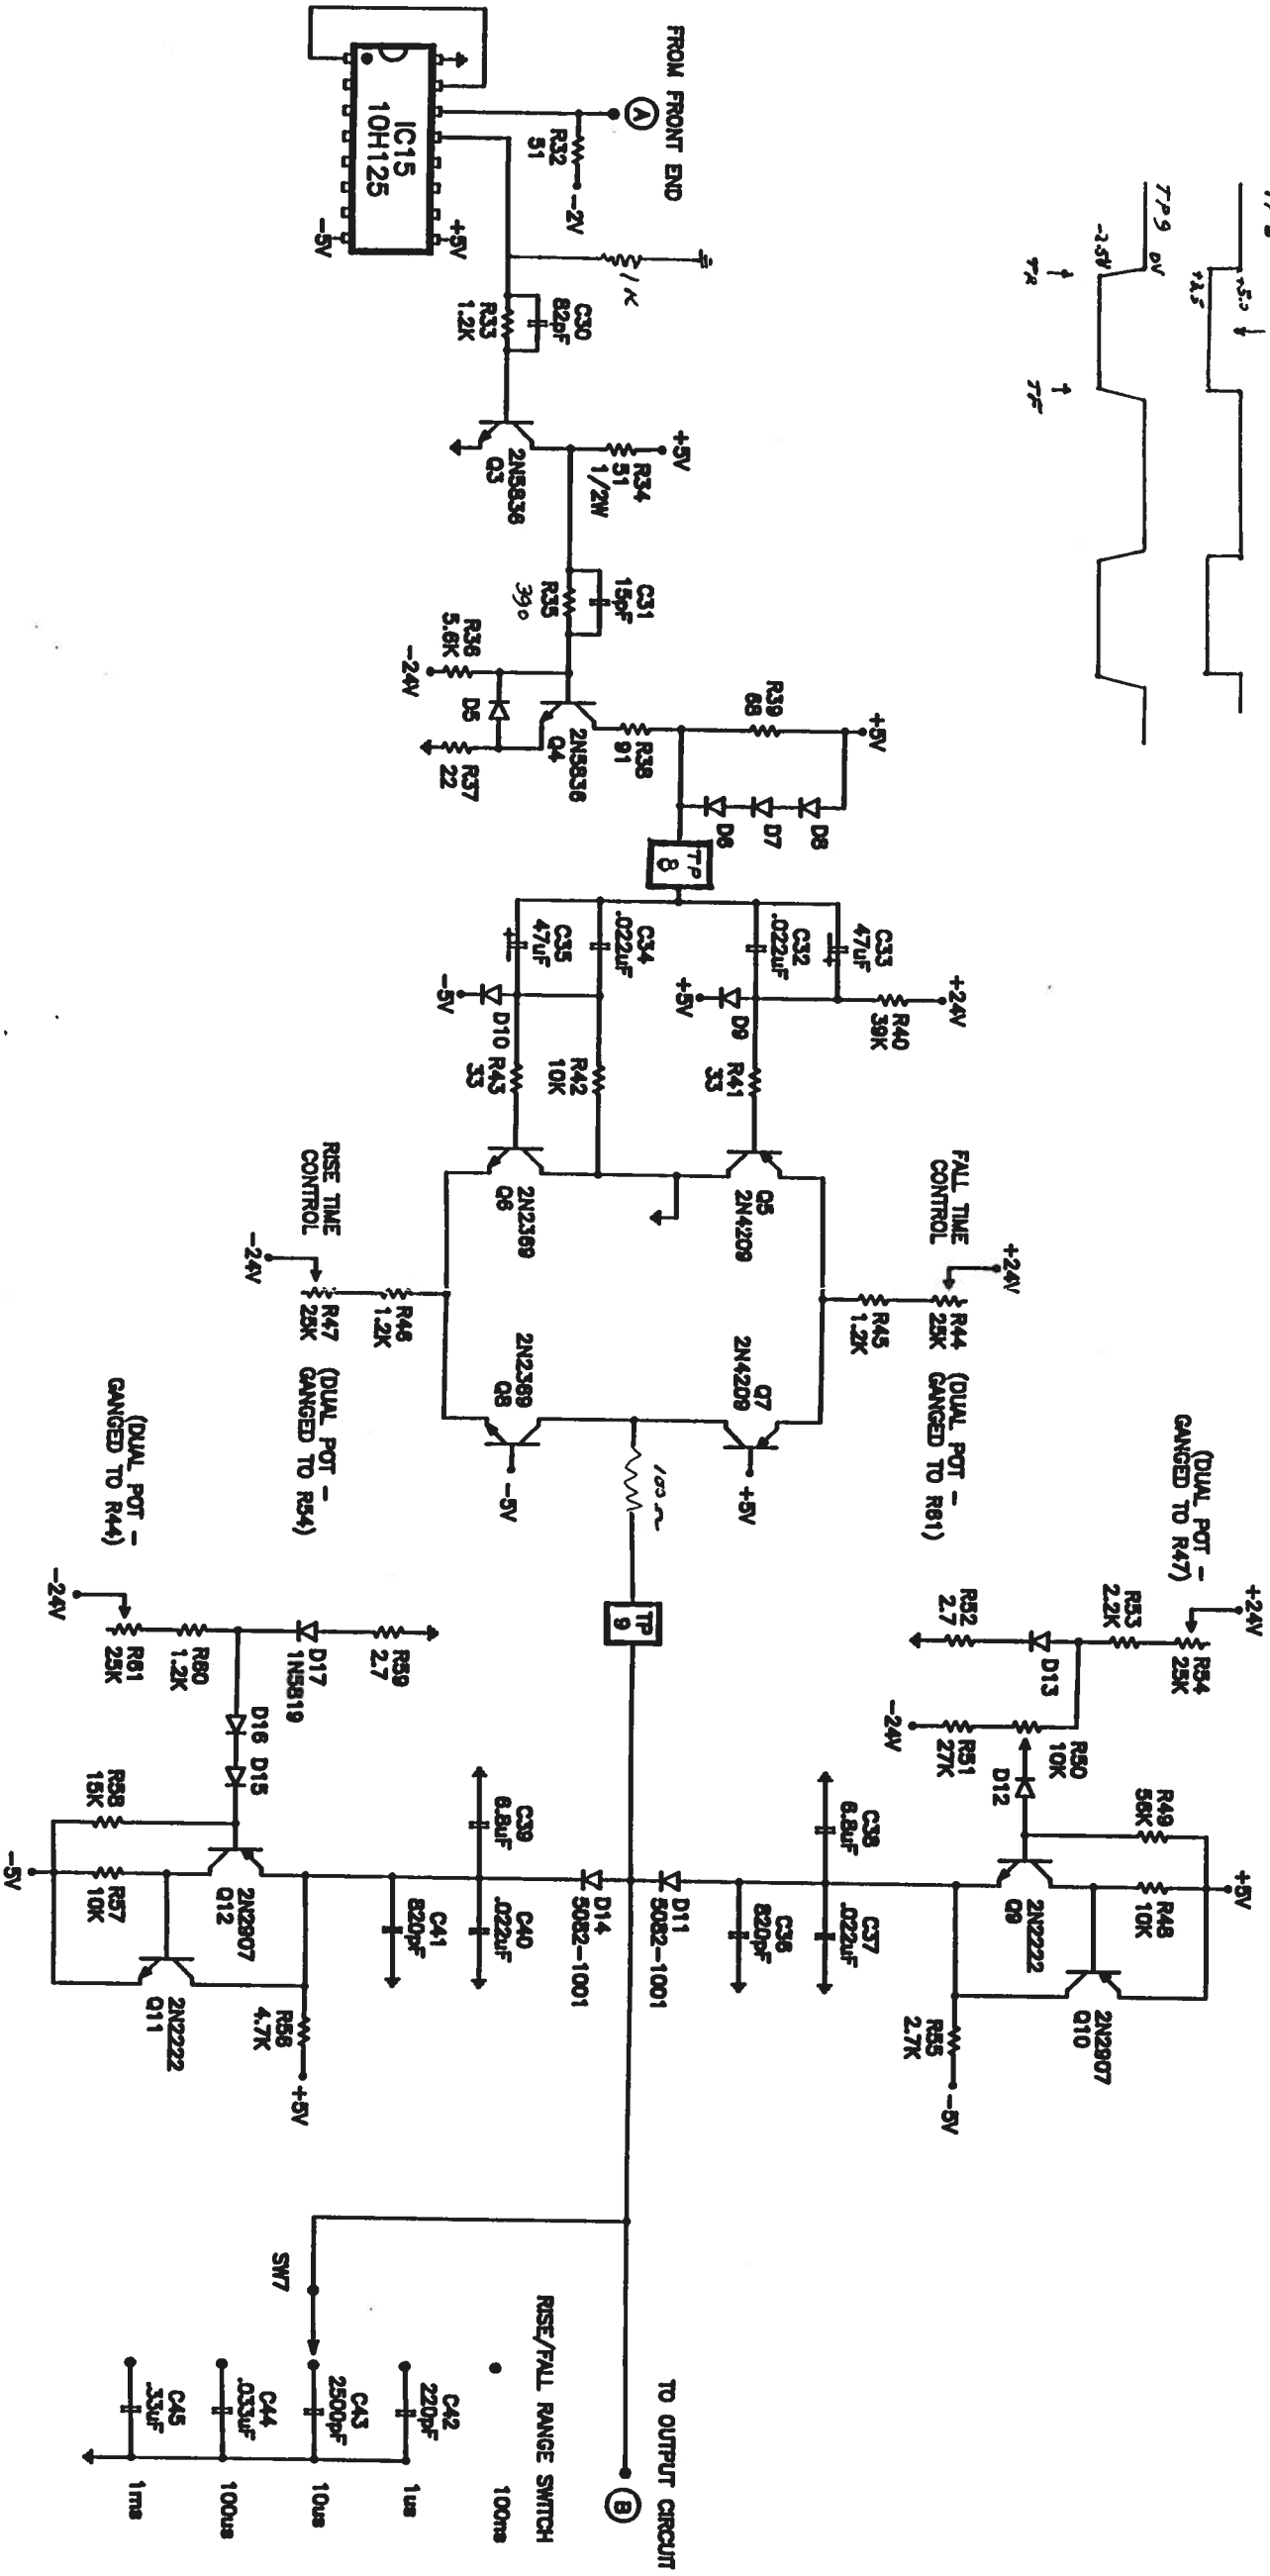 TP9
0V
-2.5V
+5.0
+2.5
TR
TF
FROM FRONT END
A
R32
51
-2V
IC15
10H125
+5V
-5V
1K
C30
82pF
R33
1.2K
2N5836
Q3
+5V
R34
51
1/2W
C31
15pF
R35
390
R36
5.6K
-24V
D5
R37
22
2N5836
Q4
R38
91
R39
68
+5V
D8
D7
D6
TP
8
C33
47uF
+24V
R40
39K
C32
.022uF
D9
+5V
R41
33
C34
.022uF
R42
10K
C35
47uF
-5V
D10
R43
33
Q5
2N4209
2N2369
Q6
FALL TIME
CONTROL
+24V
R44
25K
(DUAL POT -
GANGED TO R61)
R45
1.2K
Q7
2N4209
+5V
2N2369
Q8
-5V
R46
1.2K
RISE TIME
CONTROL
-24V
R47
25K
(DUAL POT -
GANGED TO R54)
100Ω
TP
9
(DUAL POT -
GANGED TO R47)
+24V
R54
25K
R53
2.2K
D13
R52
2.7
R50
10K
R51
27K
-24V
D12
R49
56K
R48
10K
+5V
2N2222
Q9
2N2907
Q10
R55
2.7K
-5V
C38
6.8uF
C37
.022uF
C36
820pF
D11
5082-1001
D14
5082-1001
C39
6.8uF
C40
.022uF
C41
820pF
R56
4.7K
+5V
2N2907
Q12
2N2222
Q11
R57
10K
R58
15K
-5V
D16
D15
R59
2.7
D17
1N5819
R60
1.2K
R61
25K
-24V
(DUAL POT -
GANGED TO R44)
TO OUTPUT CIRCUIT
B
RISE/FALL RANGE SWITCH
SW7
100ns
C42
220pF
1us
C43
2500pF
10us
C44
.033uF
100us
C45
.33uF
1ms